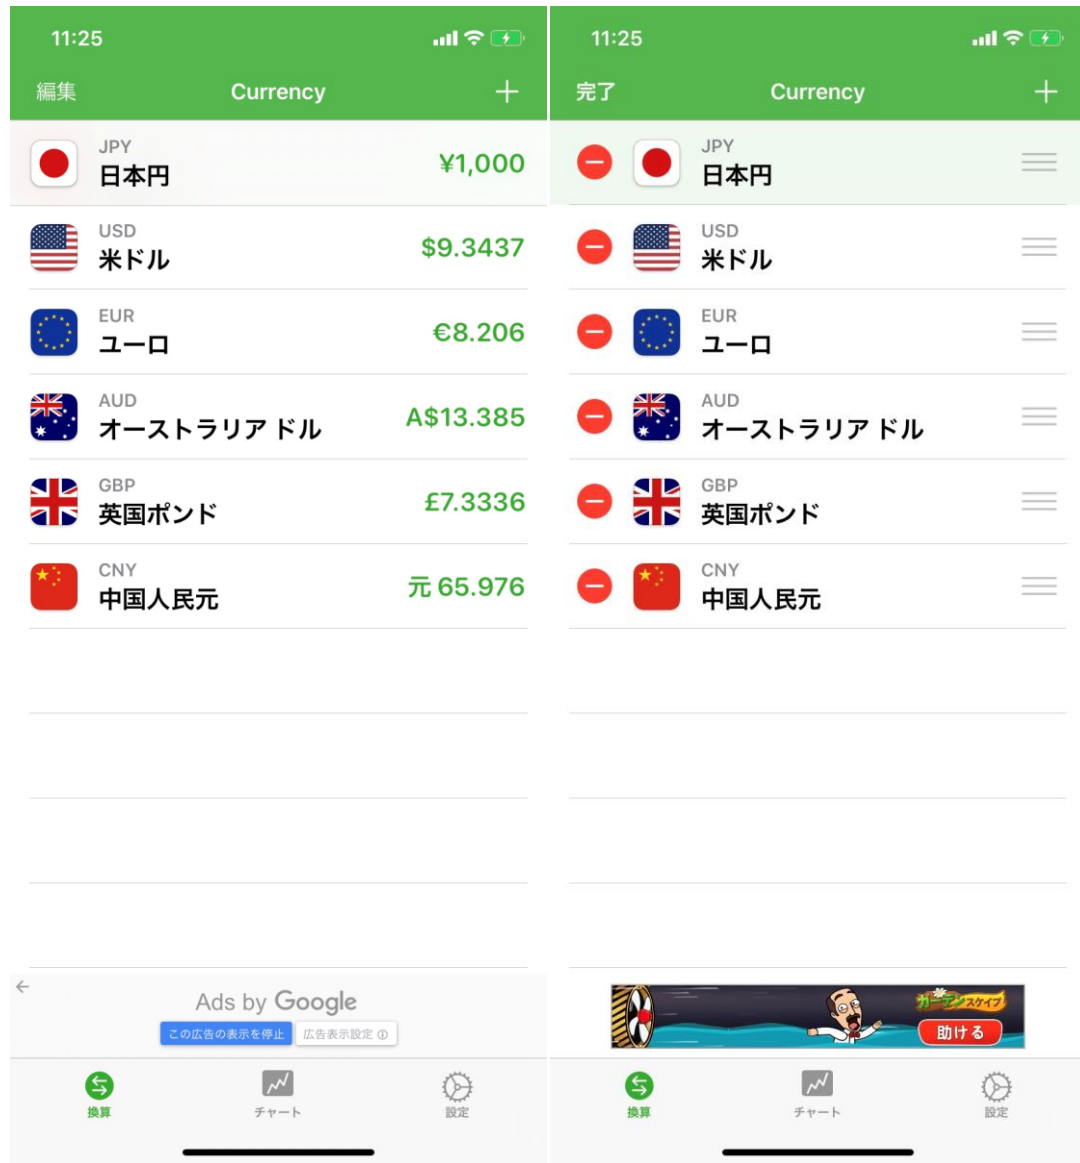 11:25
編集
Currency
JPY
日本円
¥1,000
USD
米ドル
$9.3437
EUR
ユーロ
€8.206
AUD
オーストラリア ドル
A$13.385
GBP
英国ポンド
£7.3336
CNY
中国人民元
元 65.976
Ads by Google
この広告の表示を停止
広告表示設定
換算
チャート
設定
11:25
完了
Currency
JPY
日本円
USD
米ドル
EUR
ユーロ
AUD
オーストラリア ドル
GBP
英国ポンド
CNY
中国人民元
ガーデンスケイプ
助ける
換算
チャート
設定